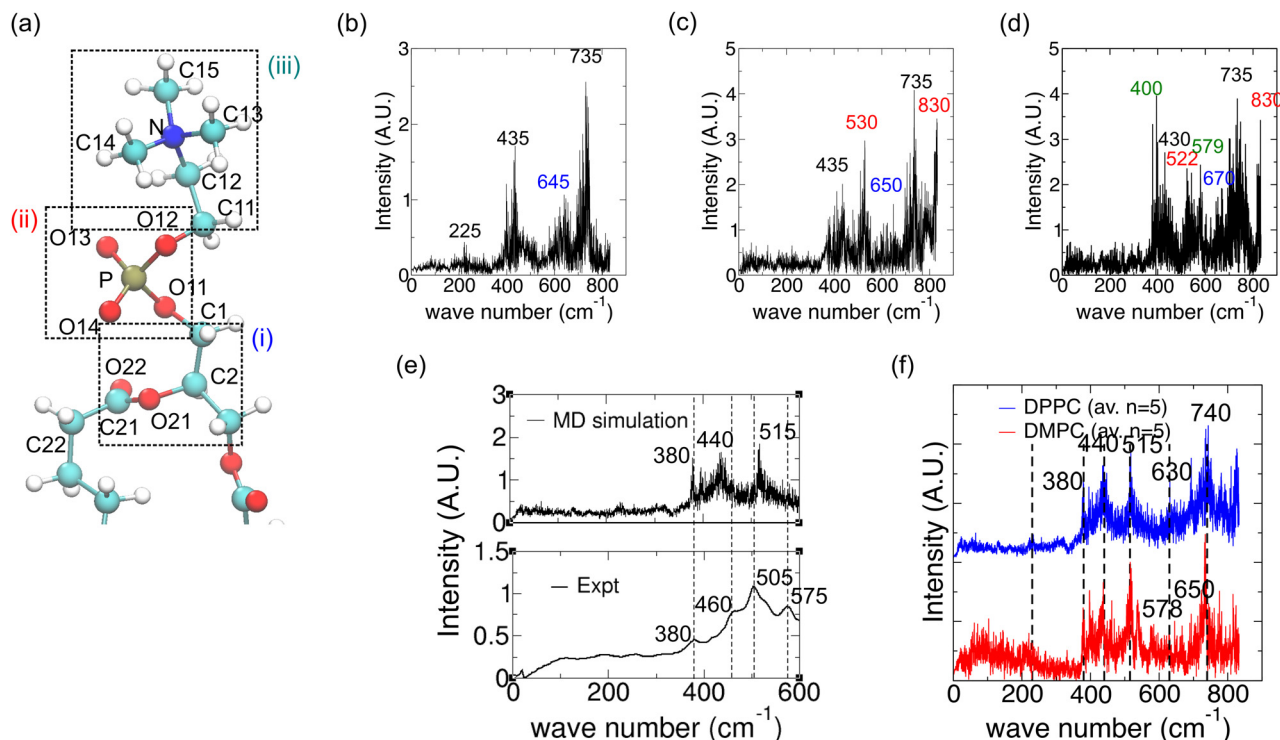 (a)
(iii)
C15
N
C13
C14
C12
(ii)
O12
C11
O13
P
O11
O14
C1
(i)
O22
C2
C21
O21
C22
(b)
Intensity (A.U.)
3
2
1
0
735
435
645
225
0 200 400 600 800
wave number (cm-1)
(c)
Intensity (A.U.)
5
4
3
2
1
0
735
830
530
435
650
0 200 400 600 800
wave number (cm-1)
(d)
Intensity (A.U.)
5
4
3
2
1
0
735
400
830
430
579
522
670
0 200 400 600 800
wave number (cm-1)
(e)
Intensity (A.U.)
3
2
1
0
MD simulation
380
440
515
1.5
1
0.5
0
Expt
505
460
575
380
0 200 400 600
wave number (cm-1)
(f)
Intensity (A.U.)
DPPC (av. n=5)
DMPC (av. n=5)
740
440
515
630
380
650
578
0 200 400 600 800
wave number (cm-1)